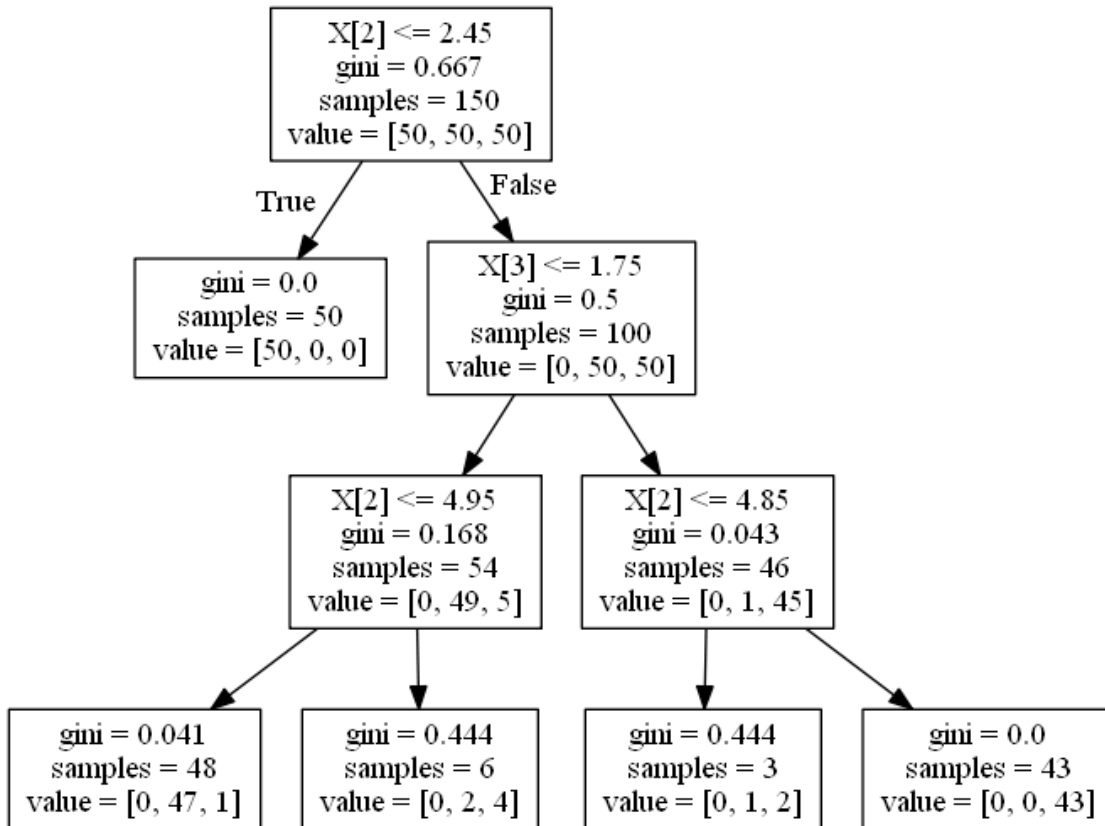 X[2] <= 2.45
gini = 0.667
samples = 150
value = [50, 50, 50]
True
False
gini = 0.0
samples = 50
value = [50, 0, 0]
X[3] <= 1.75
gini = 0.5
samples = 100
value = [0, 50, 50]
X[2] <= 4.95
gini = 0.168
samples = 54
value = [0, 49, 5]
X[2] <= 4.85
gini = 0.043
samples = 46
value = [0, 1, 45]
gini = 0.041
samples = 48
value = [0, 47, 1]
gini = 0.444
samples = 6
value = [0, 2, 4]
gini = 0.444
samples = 3
value = [0, 1, 2]
gini = 0.0
samples = 43
value = [0, 0, 43]